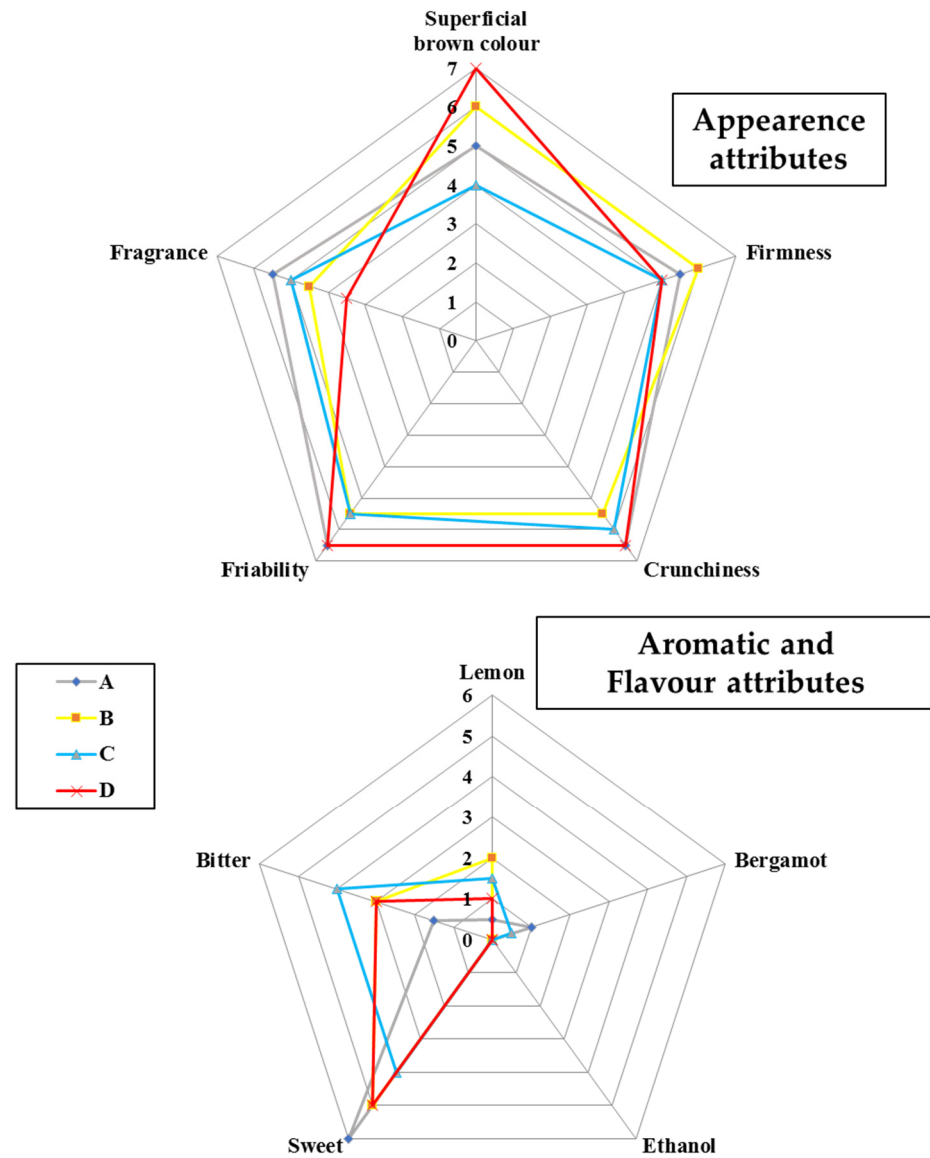 Superficial
brown colour
7
6
5
4
3
2
1
0
Appearence
attributes
Fragrance
Firmness
Friability
Crunchiness
Aromatic and
Flavour attributes
A
B
C
D
Lemon
6
5
4
3
2
1
0
Bitter
Bergamot
Sweet
Ethanol